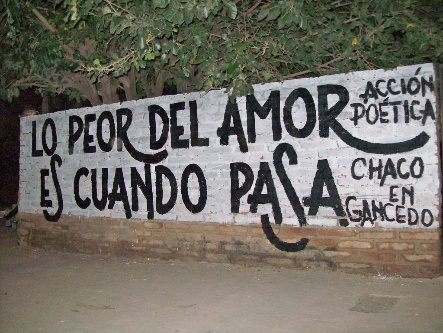 LO PEOR DEL AMOR
ES CUANDO PASA
ACCIÓN
POÉTICA
CHACO
EN
GANCEDO